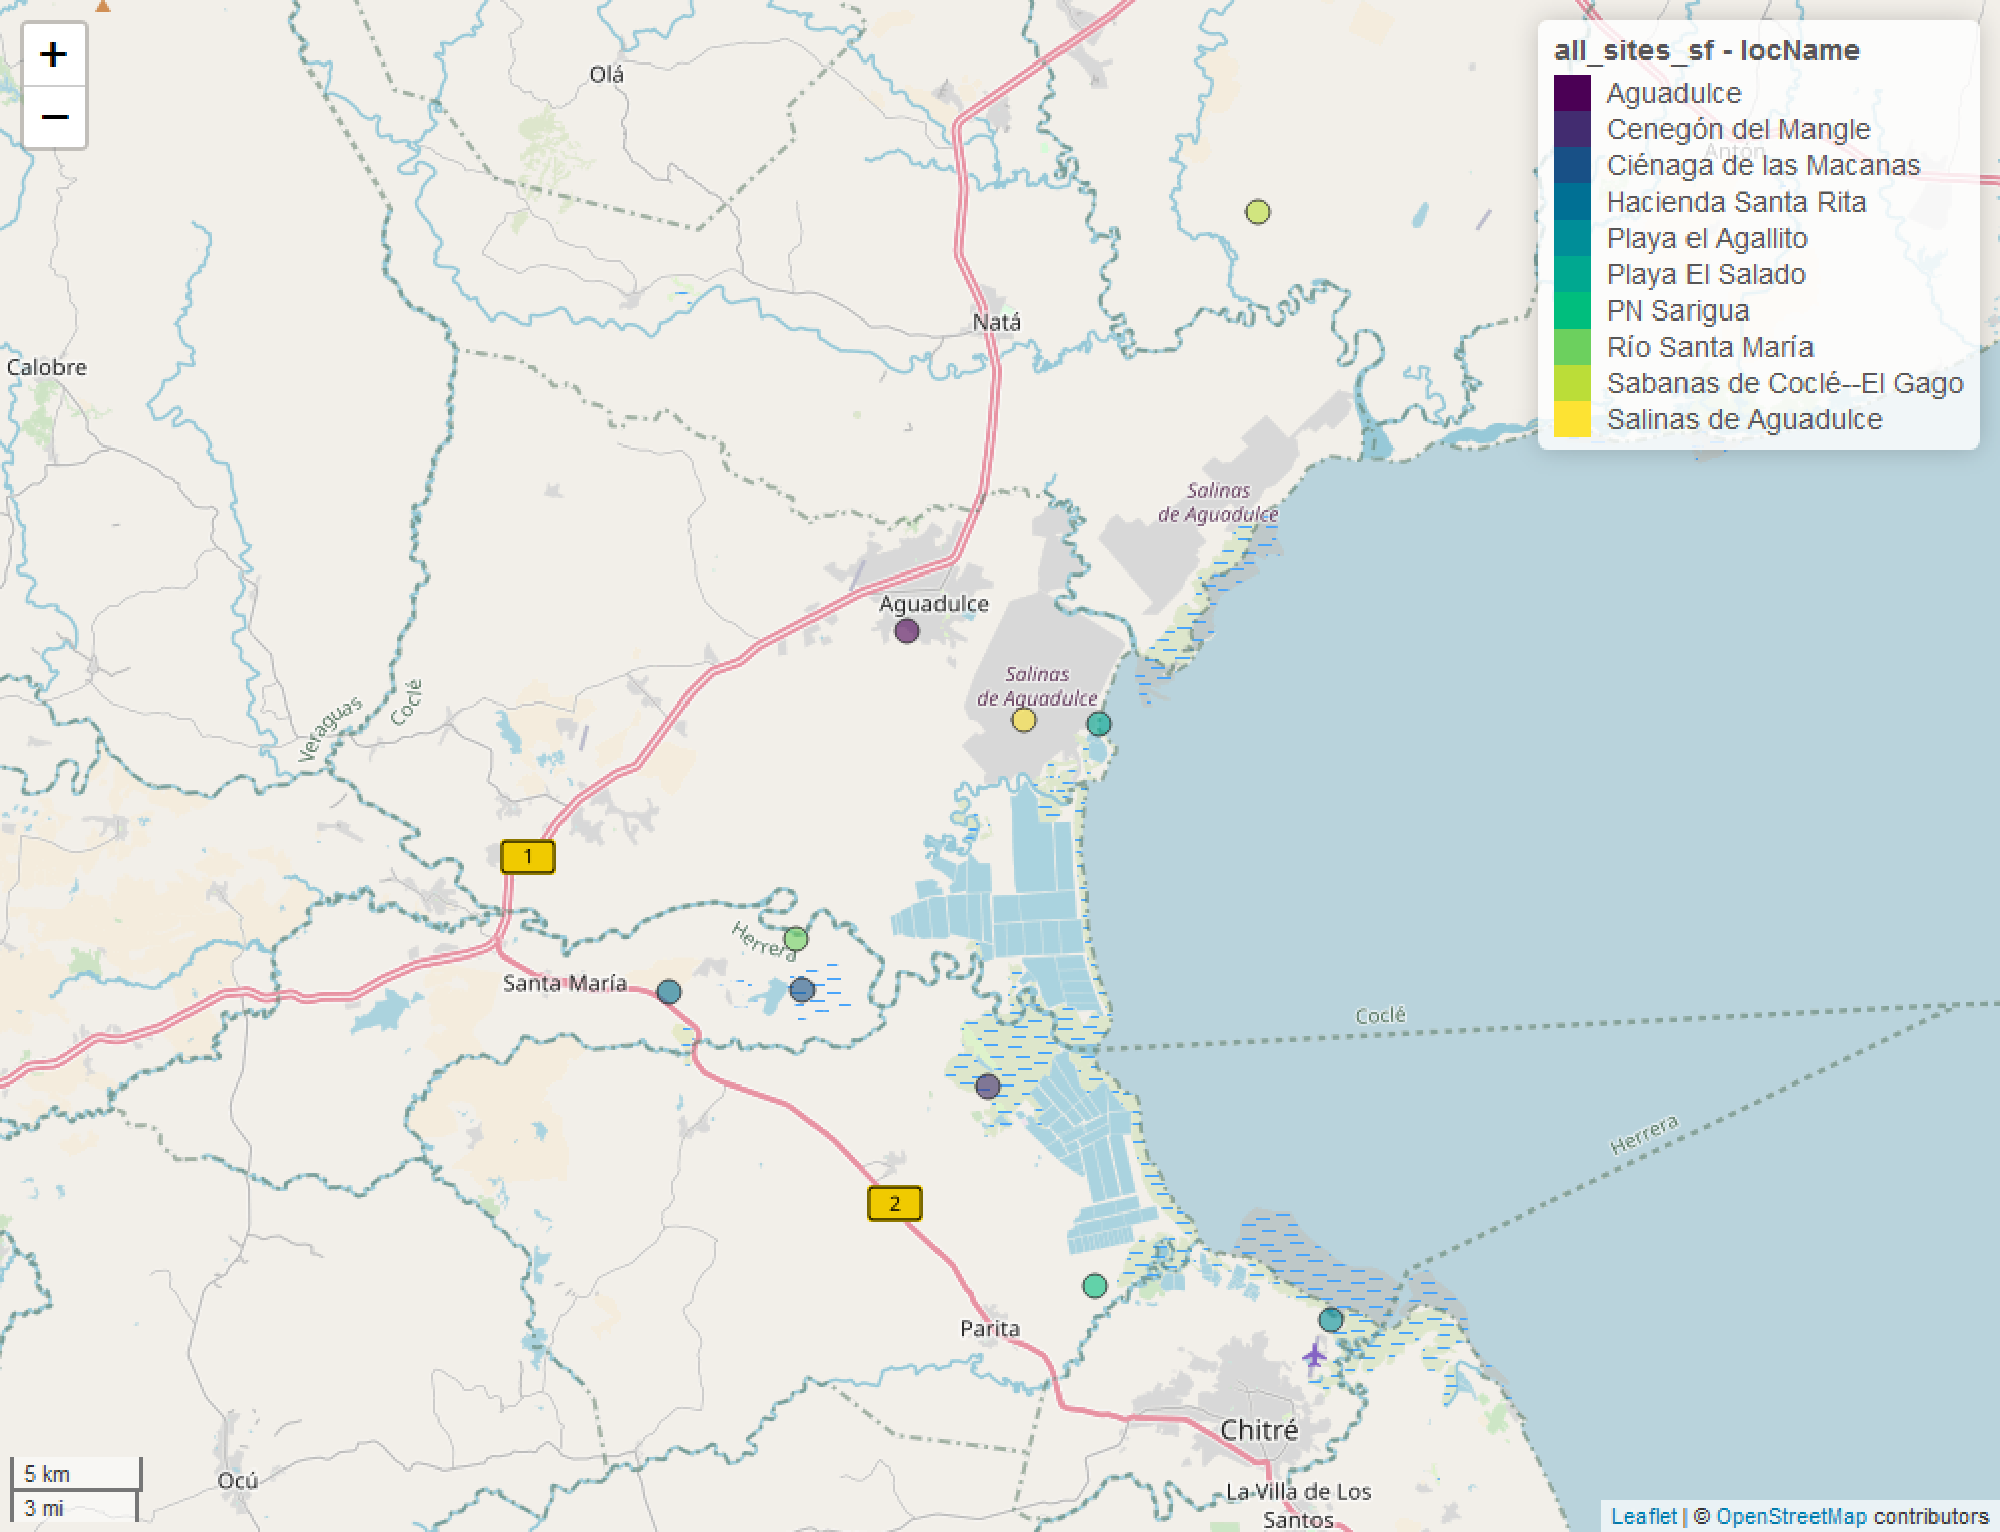 +
−
all_sites_sf - locName
Aguadulce
Cenegón del Mangle
Ciénaga de las Macanas
Hacienda Santa Rita
Playa el Agallito
Playa El Salado
PN Sarigua
Río Santa María
Sabanas de Coclé--El Gago
Salinas de Aguadulce
Antón
Olá
Natá
Calobre
Salinas
de Aguadulce
Aguadulce
Salinas
de Aguadulce
Veraguas
Coclé
1
Herrera
Santa María
Coclé
Herrera
2
Parita
Chitré
Ocú
La Villa de Los
Santos
5 km
3 mi
Leaflet | © OpenStreetMap contributors